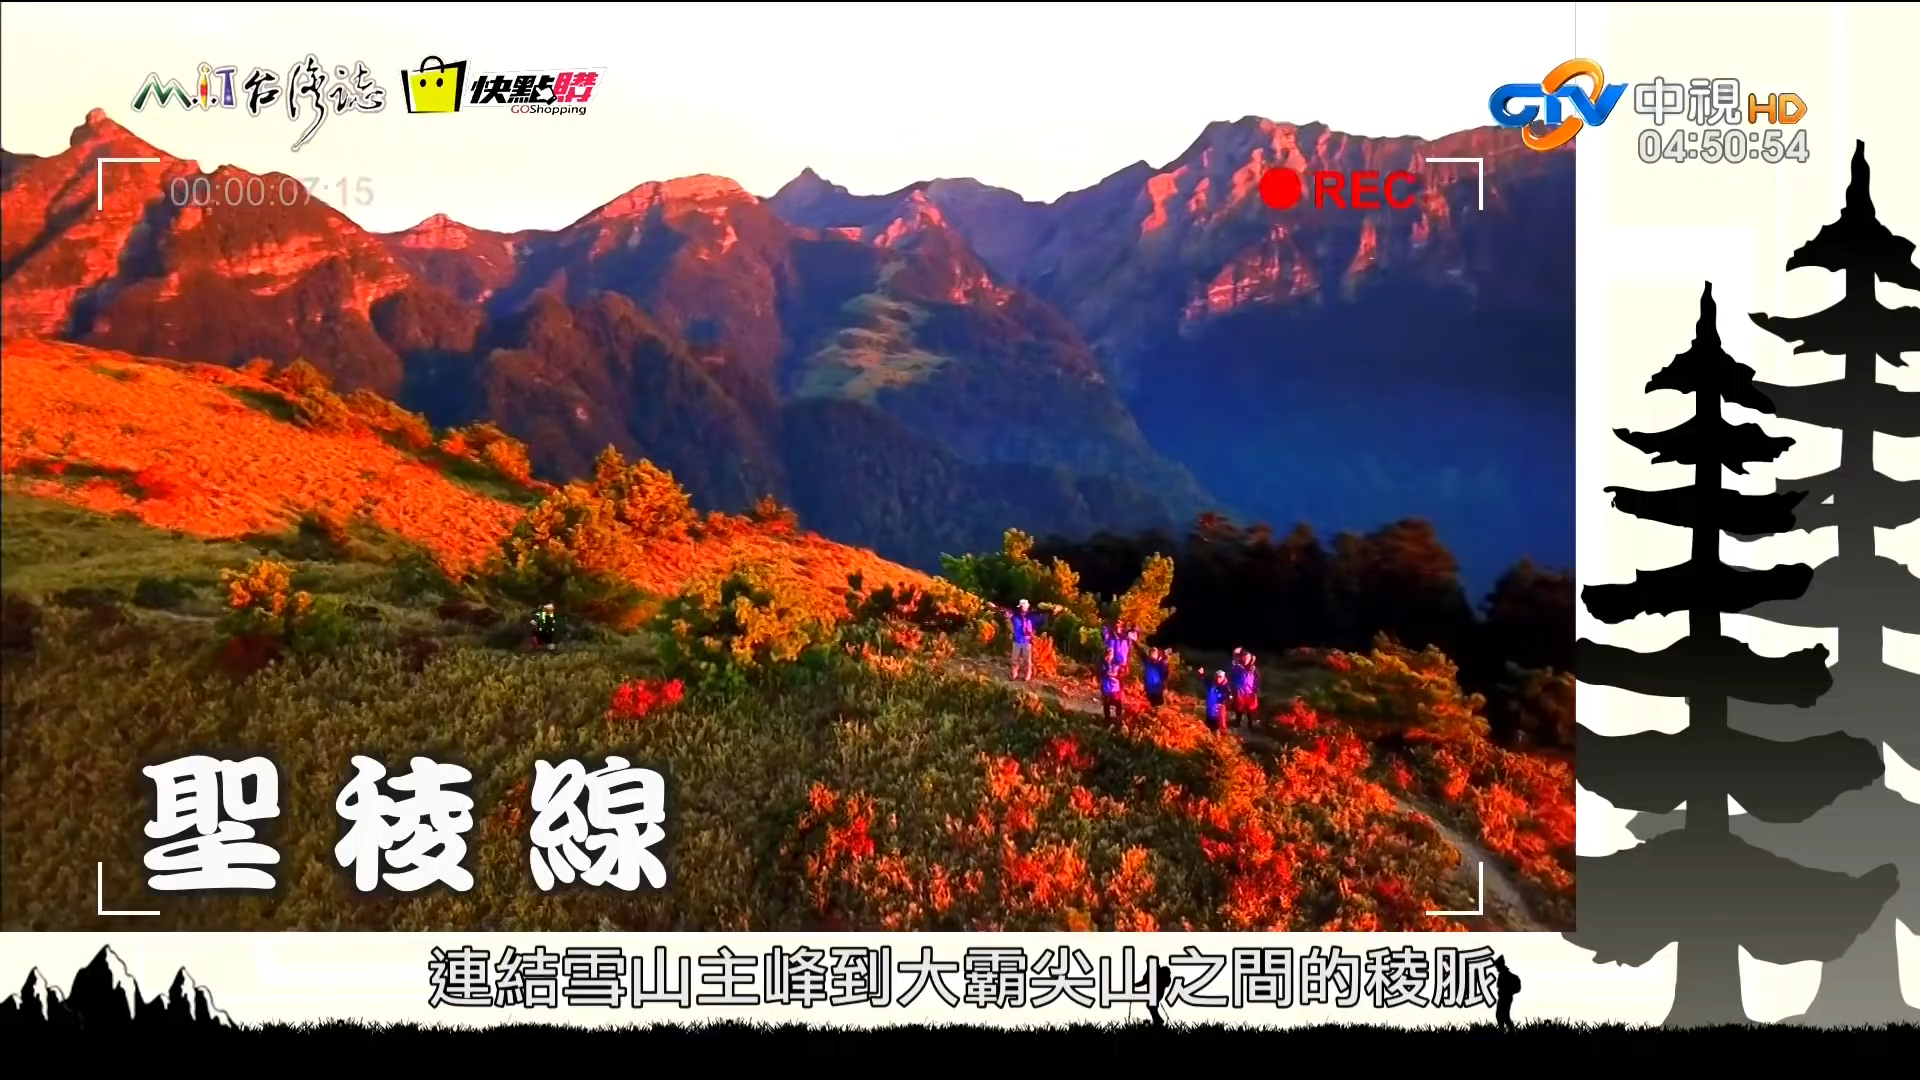 M.I.T台灣誌
快點購
GOShopping
CTV 中視HD
04:50:54
00:00:07:15
REC
聖稜線
連結雪山主峰到大霸尖山之間的稜脈